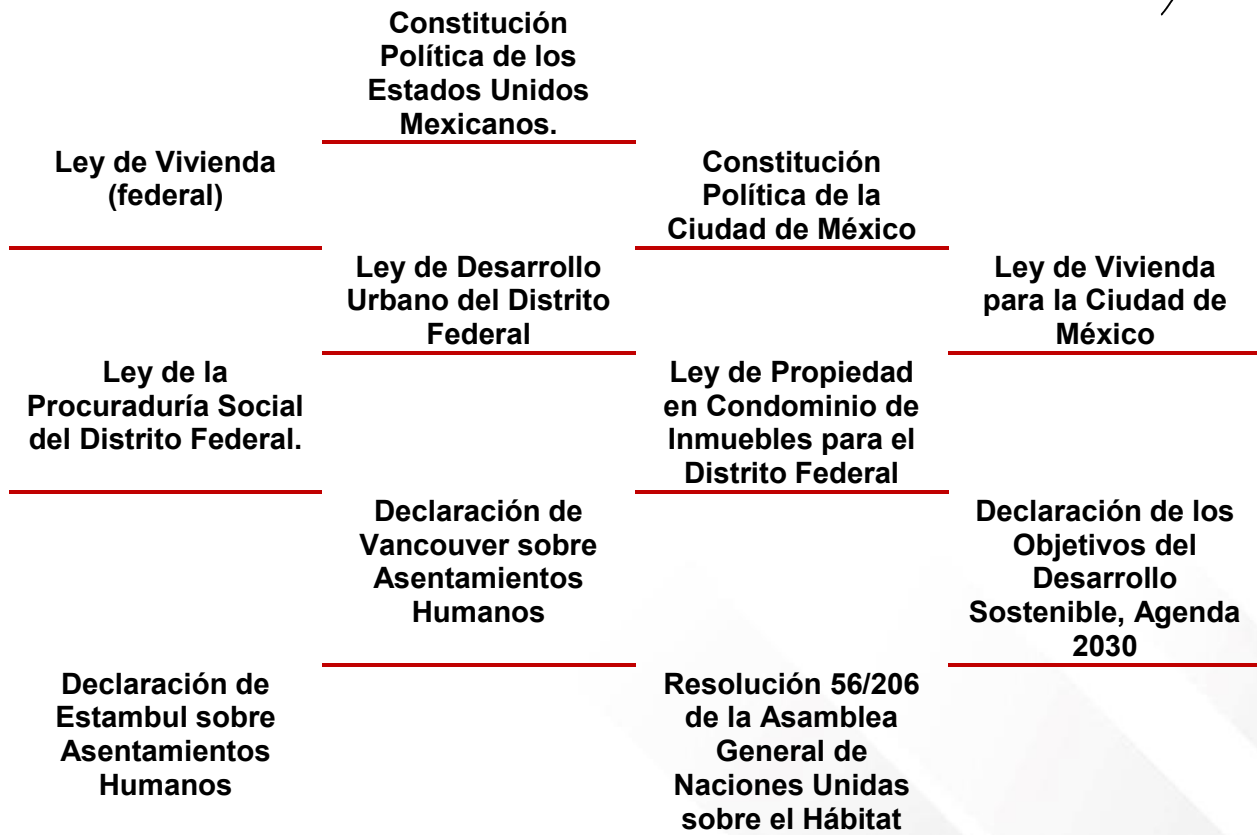 Constitución
Política de los
Estados Unidos
Mexicanos.
Ley de Vivienda
(federal)
Constitución
Política de la
Ciudad de México
Ley de Desarrollo
Urbano del Distrito
Federal
Ley de Vivienda
para la Ciudad de
México
Ley de la
Procuraduría Social
del Distrito Federal.
Ley de Propiedad
en Condominio de
Inmuebles para el
Distrito Federal
Declaración de
Vancouver sobre
Asentamientos
Humanos
Declaración de los
Objetivos del
Desarrollo
Sostenible, Agenda
2030
Declaración de
Estambul sobre
Asentamientos
Humanos
Resolución 56/206
de la Asamblea
General de
Naciones Unidas
sobre el Hábitat